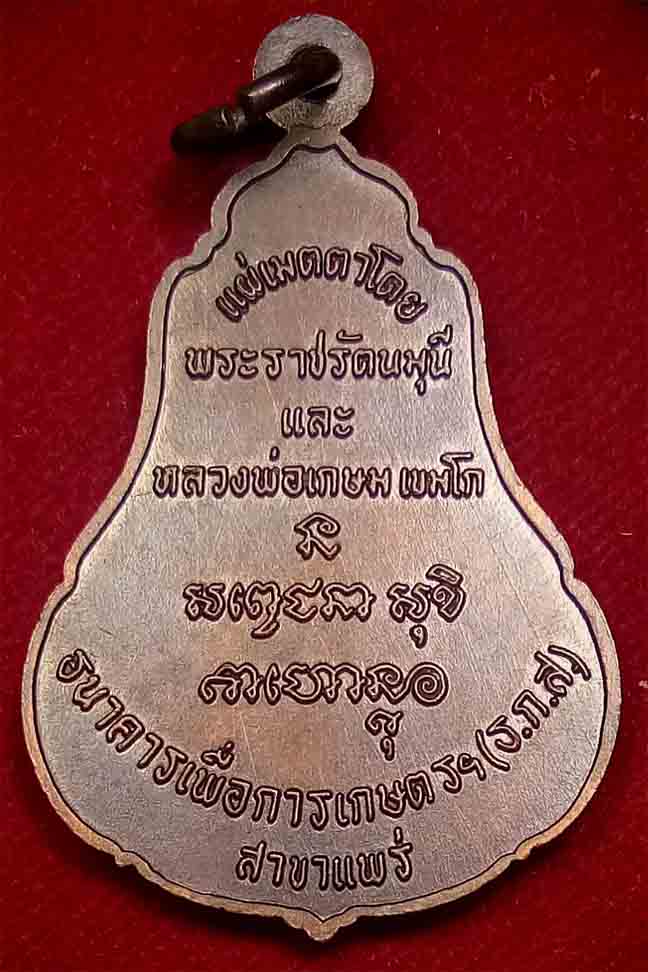 แผ่เมตตาโดย
พระราชรัตนมุนี
และ
หลวงพ่อเกษม เขมโก
ธนาคารเพื่อการเกษตรฯ(ธ.ก.ส)
สาขาแพร่